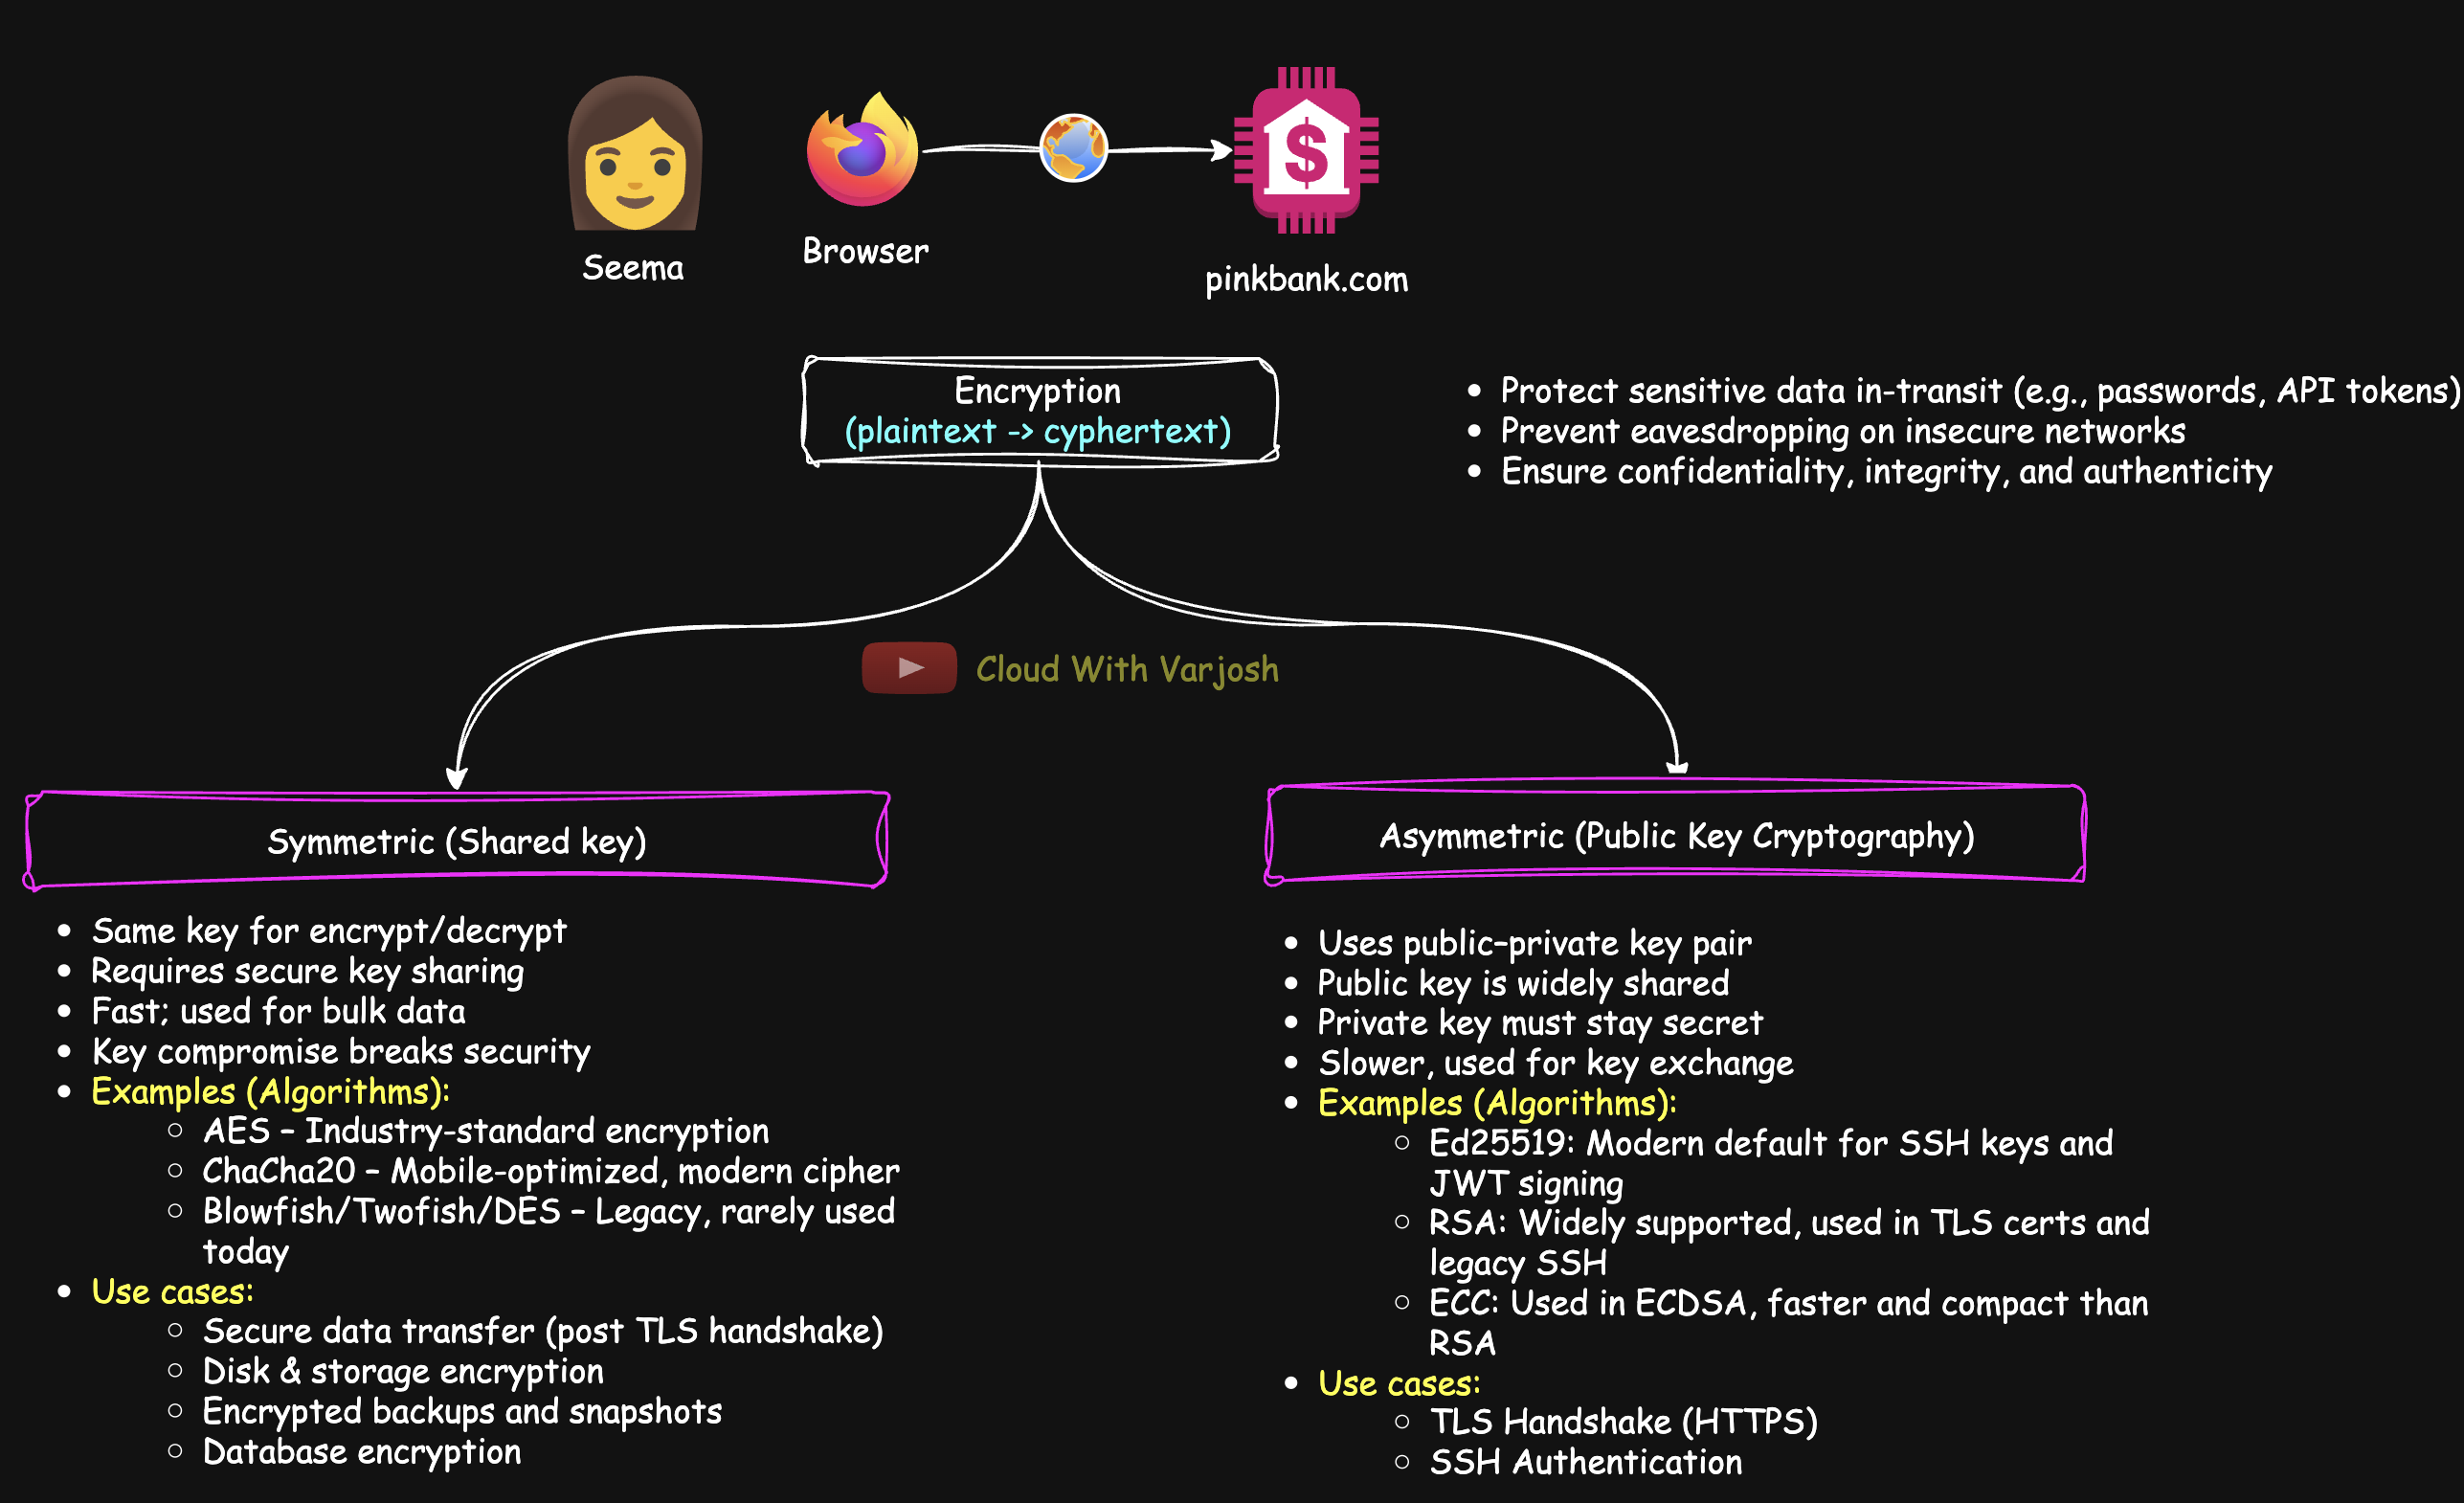 Seema
Browser
pinkbank.com
Encryption
(plaintext -> cyphertext)
• Protect sensitive data in-transit (e.g., passwords, API tokens)
• Prevent eavesdropping on insecure networks
• Ensure confidentiality, integrity, and authenticity
Cloud With Varjosh
Symmetric (Shared key)
• Same key for encrypt/decrypt
• Requires secure key sharing
• Fast; used for bulk data
• Key compromise breaks security
• Examples (Algorithms):
○ AES – Industry-standard encryption
○ ChaCha20 – Mobile-optimized, modern cipher
○ Blowfish/Twofish/DES – Legacy, rarely used
today
• Use cases:
○ Secure data transfer (post TLS handshake)
○ Disk & storage encryption
○ Encrypted backups and snapshots
○ Database encryption
Asymmetric (Public Key Cryptography)
• Uses public–private key pair
• Public key is widely shared
• Private key must stay secret
• Slower, used for key exchange
• Examples (Algorithms):
○ Ed25519: Modern default for SSH keys and
JWT signing
○ RSA: Widely supported, used in TLS certs and
legacy SSH
○ ECC: Used in ECDSA, faster and compact than
RSA
• Use cases:
○ TLS Handshake (HTTPS)
○ SSH Authentication